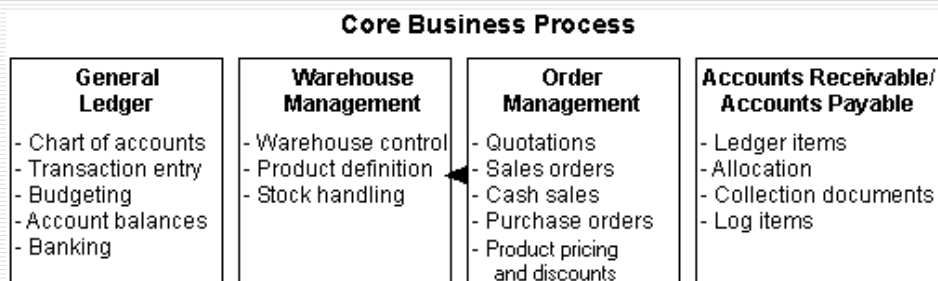 Core Business Process
General
Ledger
- Chart of accounts
- Transaction entry
- Budgeting
- Account balances
- Banking
Warehouse
Management
- Warehouse control
- Product definition
- Stock handling
Order
Management
- Quotations
- Sales orders
- Cash sales
- Purchase orders
- Product pricing
and discounts
Accounts Receivable/
Accounts Payable
- Ledger items
- Allocation
- Collection documents
- Log items